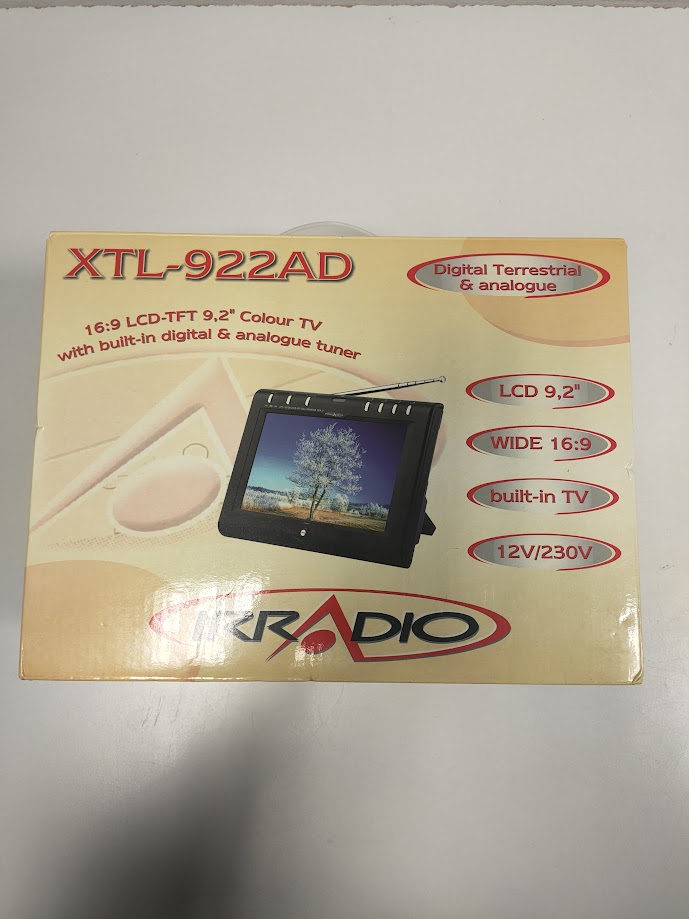 XTL-922AD
Digital Terrestrial
& analogue
16:9 LCD-TFT 9,2" Colour TV
with built-in digital & analogue tuner
LCD 9,2"
WIDE 16:9
built-in TV
12V/230V
IRRADIO